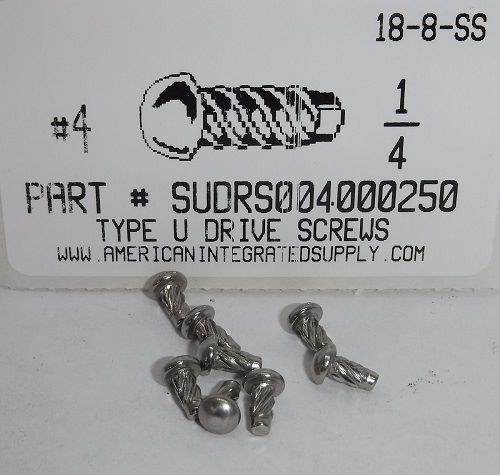 18-8-SS
#4
1
4
PART # SUDRS004000250
TYPE U DRIVE SCREWS
WWW.AMERICANINTEGRATEDSUPPLY.COM